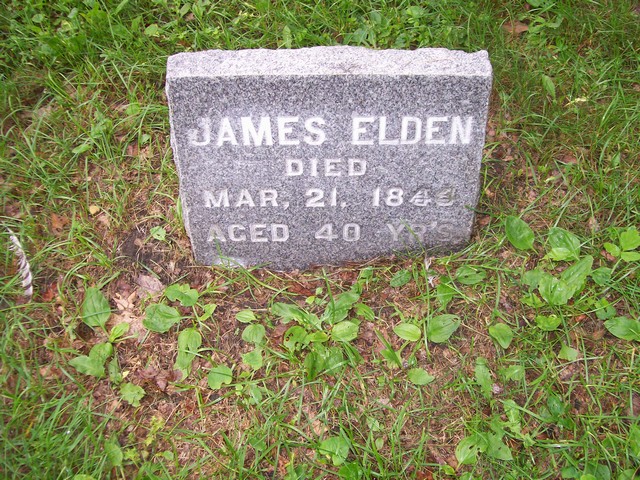 JAMES ELDEN
DIED
MAR. 21. 1843
AGED 40 YRS.